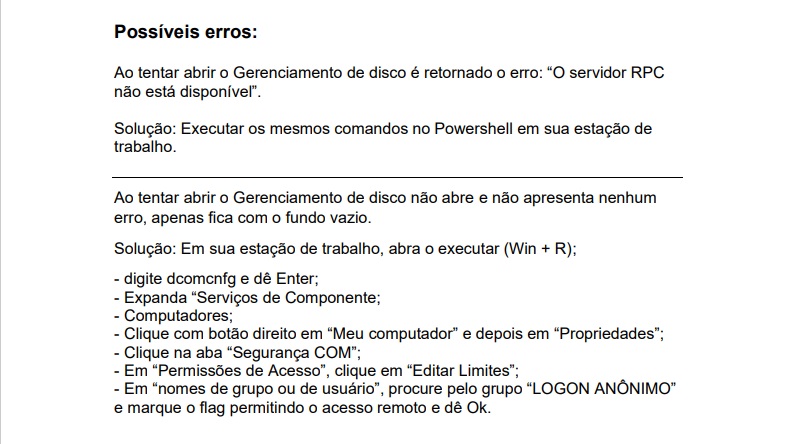 Possíveis erros:
Ao tentar abrir o Gerenciamento de disco é retornado o erro: “O servidor RPC
não está disponível”.
Solução: Executar os mesmos comandos no Powershell em sua estação de
trabalho.
Ao tentar abrir o Gerenciamento de disco não abre e não apresenta nenhum
erro, apenas fica com o fundo vazio.
Solução: Em sua estação de trabalho, abra o executar (Win + R);
- digite dcomcnfg e dê Enter;
- Expanda “Serviços de Componente;
- Computadores;
- Clique com botão direito em “Meu computador” e depois em “Propriedades”;
- Clique na aba “Segurança COM”;
- Em “Permissões de Acesso”, clique em “Editar Limites”;
- Em “nomes de grupo ou de usuário”, procure pelo grupo “LOGON ANÔNIMO”
e marque o flag permitindo o acesso remoto e dê Ok.